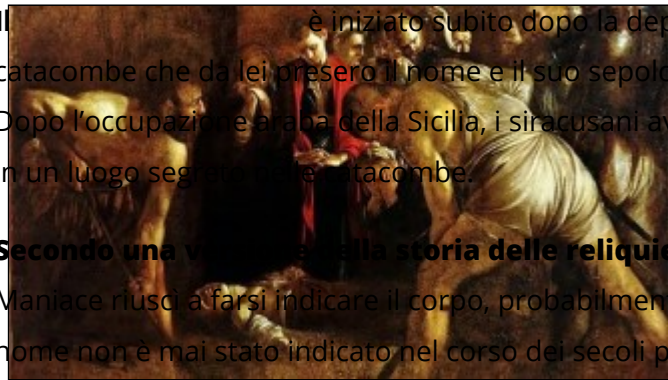 è iniziato subito dopo la dep
catacombe che da lei presero il nome e il suo sepolc
Dopo l'occupazione araba della Sicilia, i siracusani av
in un luogo segreto delle catacombe.
Secondo una versione della storia delle reliquie
Maniace riuscì a farsi indicare il corpo, probabilmen
nome non è mai stato indicato nel corso dei secoli p